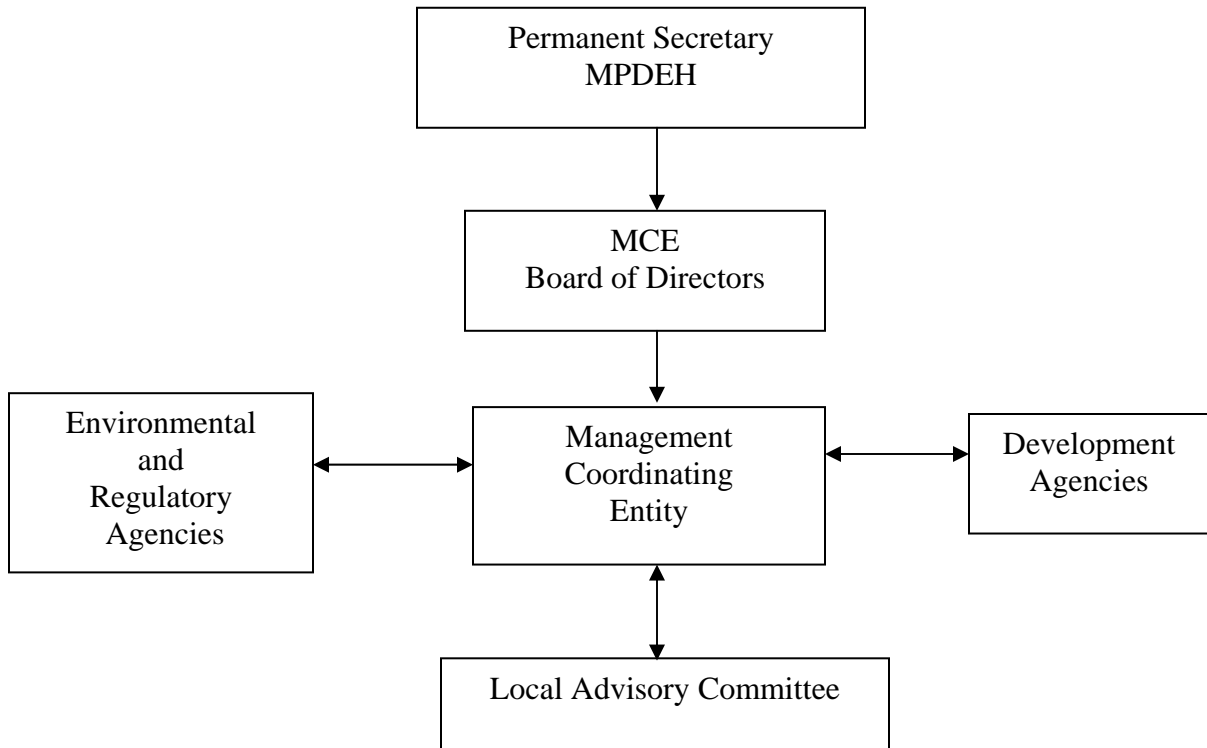 Permanent Secretary
MPDEH
MCE
Board of Directors
Environmental
and
Regulatory
Agencies
Management
Coordinating
Entity
Development
Agencies
Local Advisory Committee